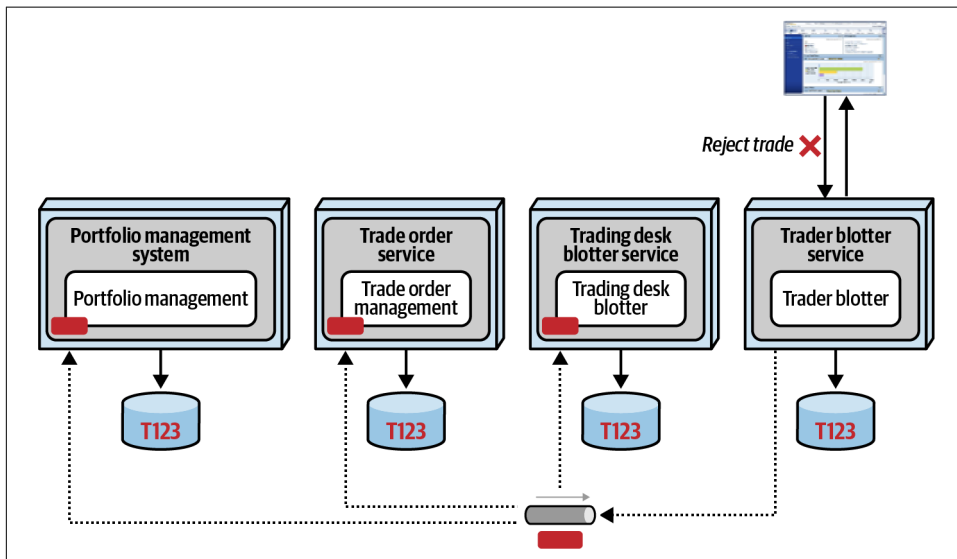 Reject trade
Portfolio management
system
Portfolio management
Trade order
service
Trade order
management
Trading desk
blotter service
Trading desk
blotter
Trader blotter
service
Trader blotter
T123
T123
T123
T123